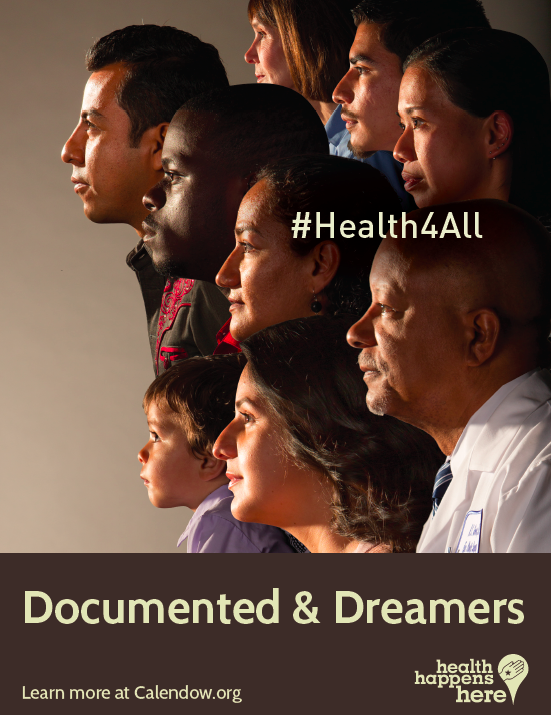 #Health4All
Documented & Dreamers
Learn more at Calendow.org
health
happens
here